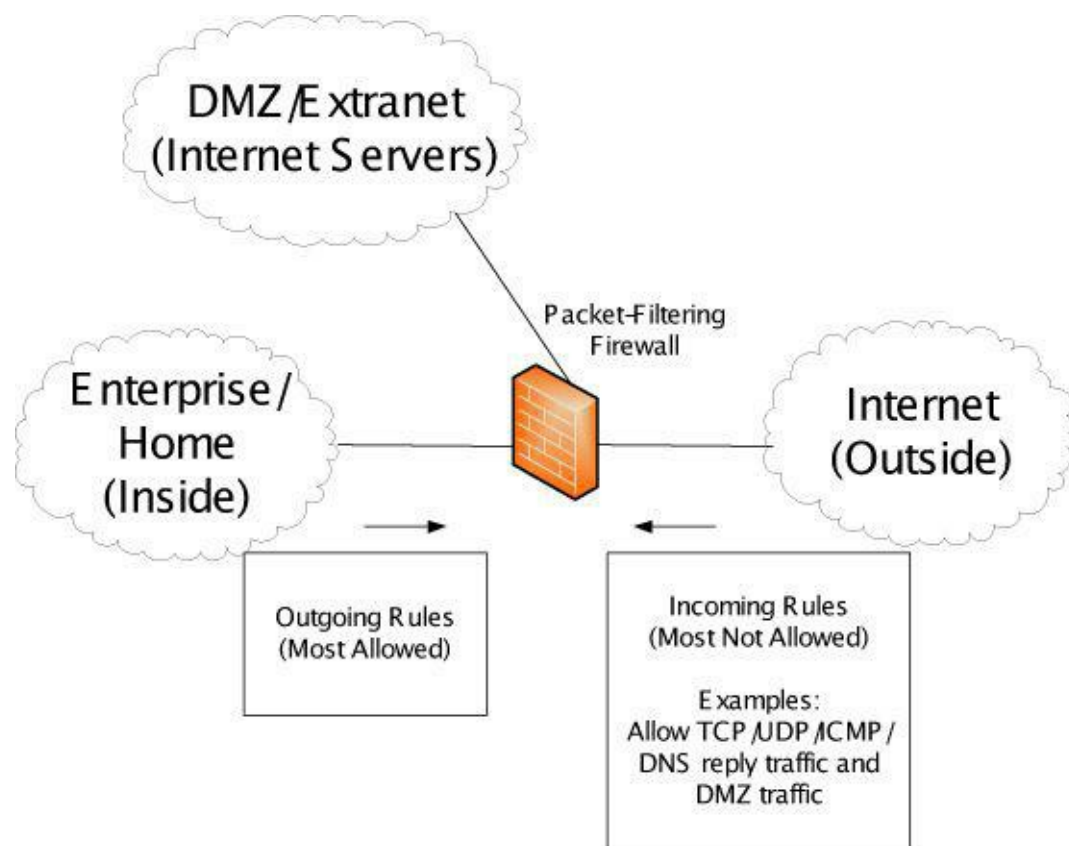 DMZ/Extranet
(Internet Servers)
Packet-Filtering
Firewall
Enterprise/
Home
(Inside)
Internet
(Outside)
Outgoing Rules
(Most Allowed)
Incoming Rules
(Most Not Allowed)
Examples:
Allow TCP/UDP/ICMP/
DNS reply traffic and
DMZ traffic